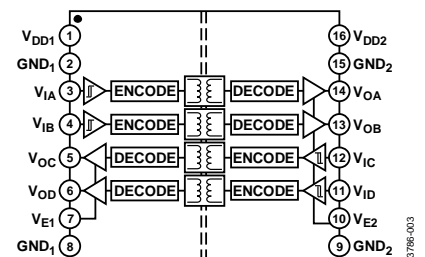 VDD1 1 16 VDD2
GND1 2 15 GND2
VIA 3 ENCODE DECODE 14 VOA
VIB 4 ENCODE DECODE 13 VOB
VOC 5 DECODE ENCODE 12 VIC
VOD 6 DECODE ENCODE 11 VID
VE1 7 10 VE2
GND1 8 9 GND2
3786-003